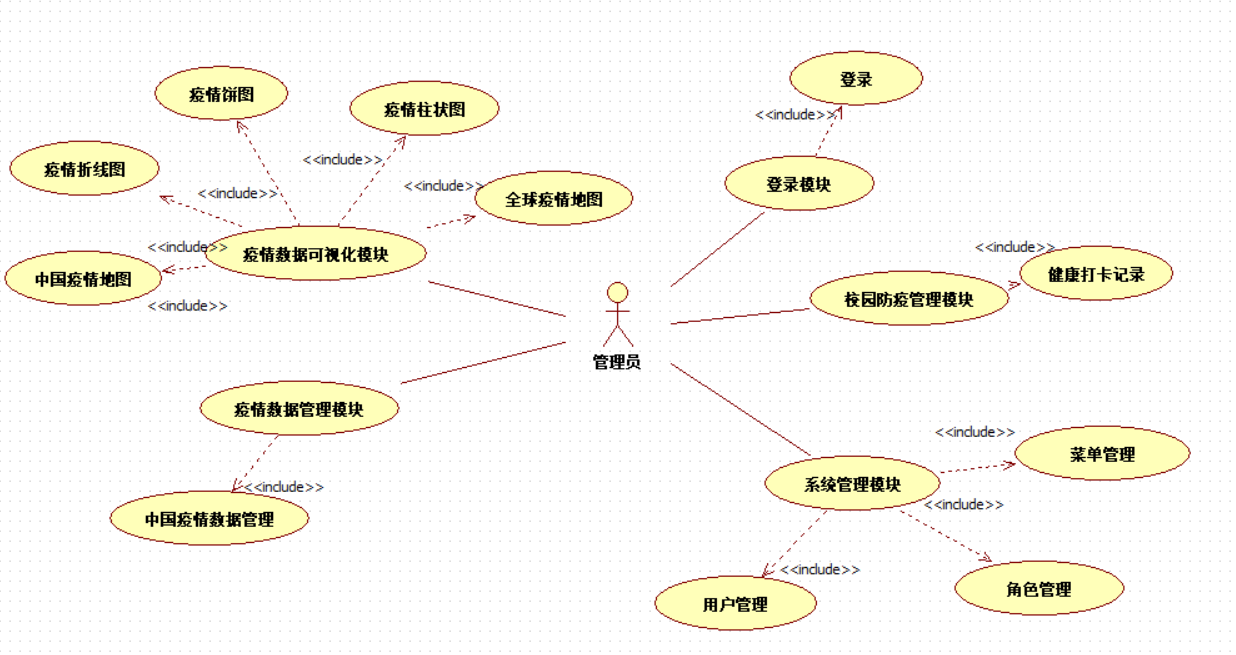 登录
疫情饼图
疫情柱状图
<<include>>
<<include>>
疫情折线图
登录模块
<<include>>
<<include>>
全球疫情地图
<<include>>
<<include>>
疫情数据可视化模块
中国疫情地图
健康打卡记录
<<include>>
校园防疫管理模块
管理员
疫情数据管理模块
<<include>>
菜单管理
系统管理模块
<<include>>
<<include>>
中国疫情数据管理
<<include>>
用户管理
角色管理